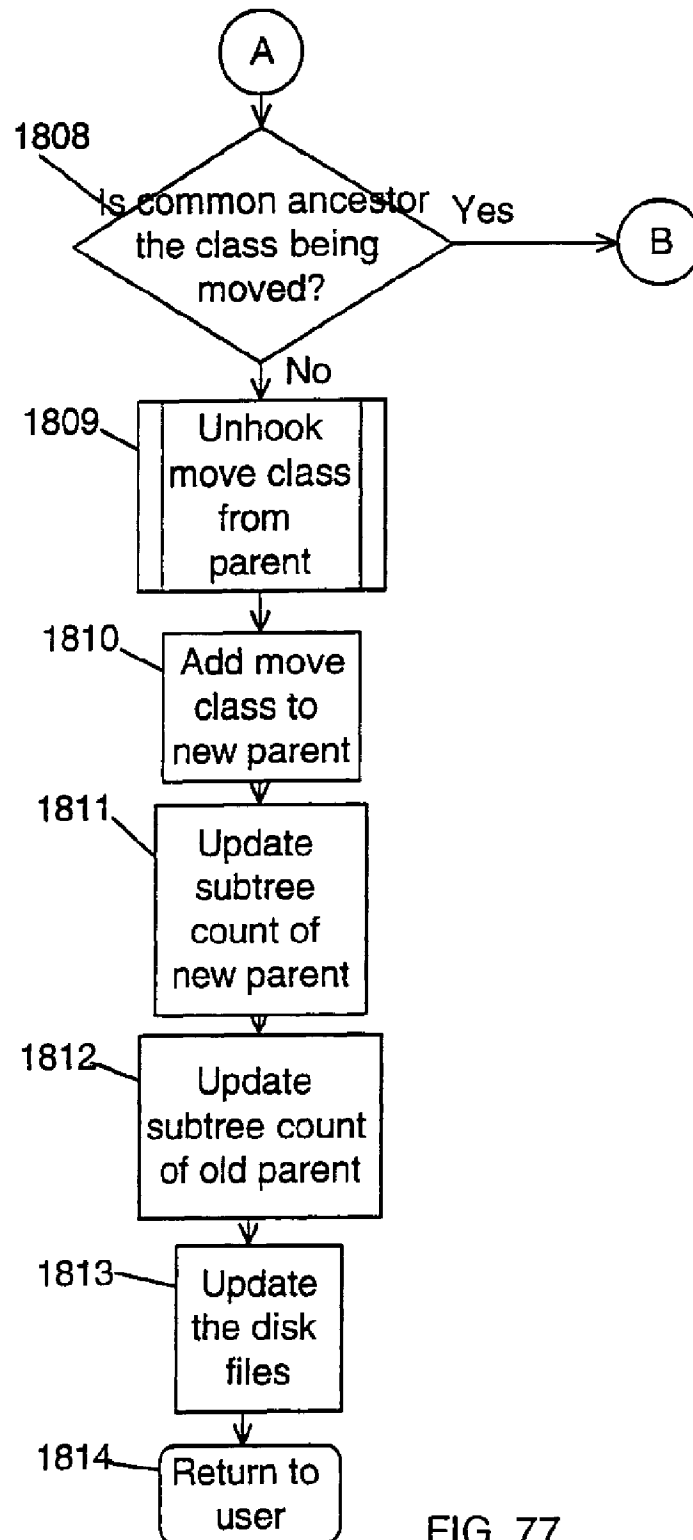 A
1808
Is common ancestor
the class being
moved?
Yes
B
No
1809
Unhook
move class
from
parent
1810
Add move
class to
new parent
1811
Update
subtree
count of
new parent
1812
Update
subtree count
of old parent
1813
Update
the disk
files
1814
Return to
user
FIG. 77